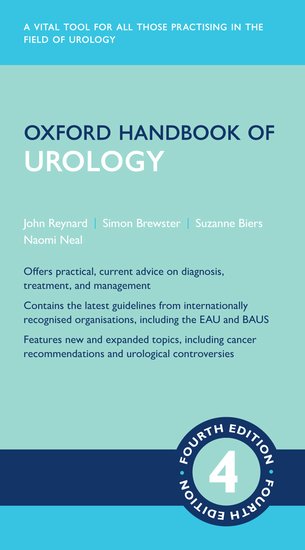 A VITAL TOOL FOR ALL THOSE PRACTISING IN THE
FIELD OF UROLOGY
OXFORD HANDBOOK OF
UROLOGY
John Reynard | Simon Brewster | Suzanne Biers
Naomi Neal
Offers practical, current advice on diagnosis,
treatment, and management
Contains the latest guidelines from internationally
recognised organisations, including the EAU and BAUS
Features new and expanded topics, including cancer
recommendations and urological controversies
• FOURTH EDITION • FOURTH EDITION
4